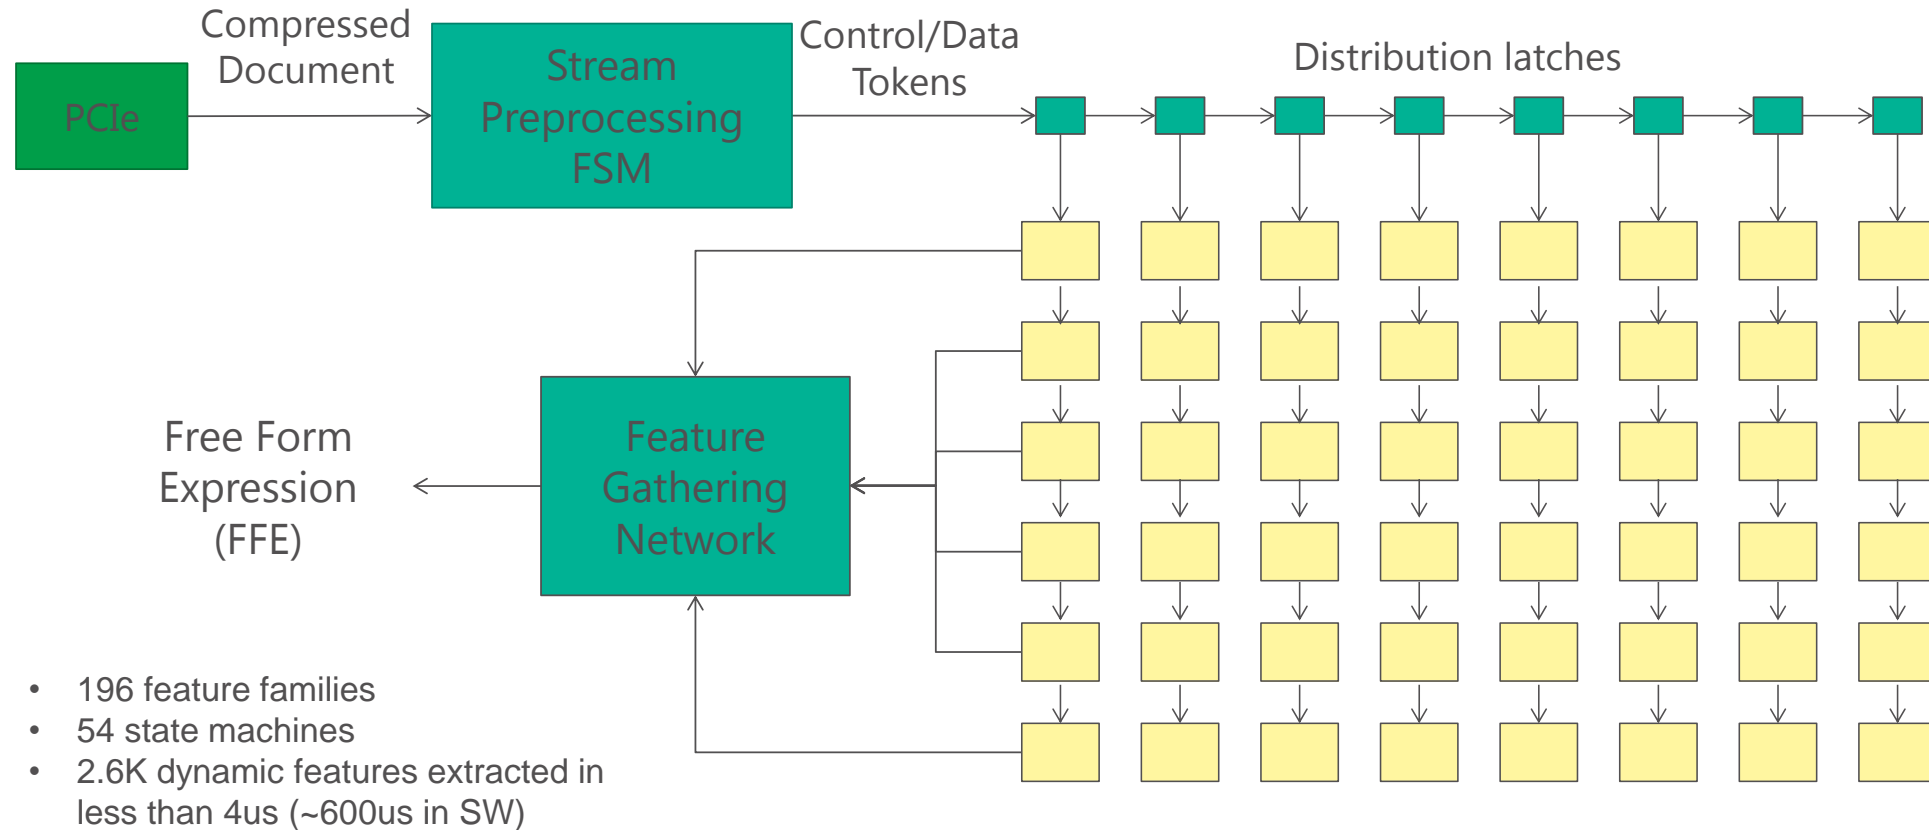 PCIe
Compressed
Document
Stream
Preprocessing
FSM
Control/Data
Tokens
Distribution latches
Free Form
Expression
(FFE)
Feature
Gathering
Network
• 196 feature families
• 54 state machines
• 2.6K dynamic features extracted in
less than 4us (~600us in SW)